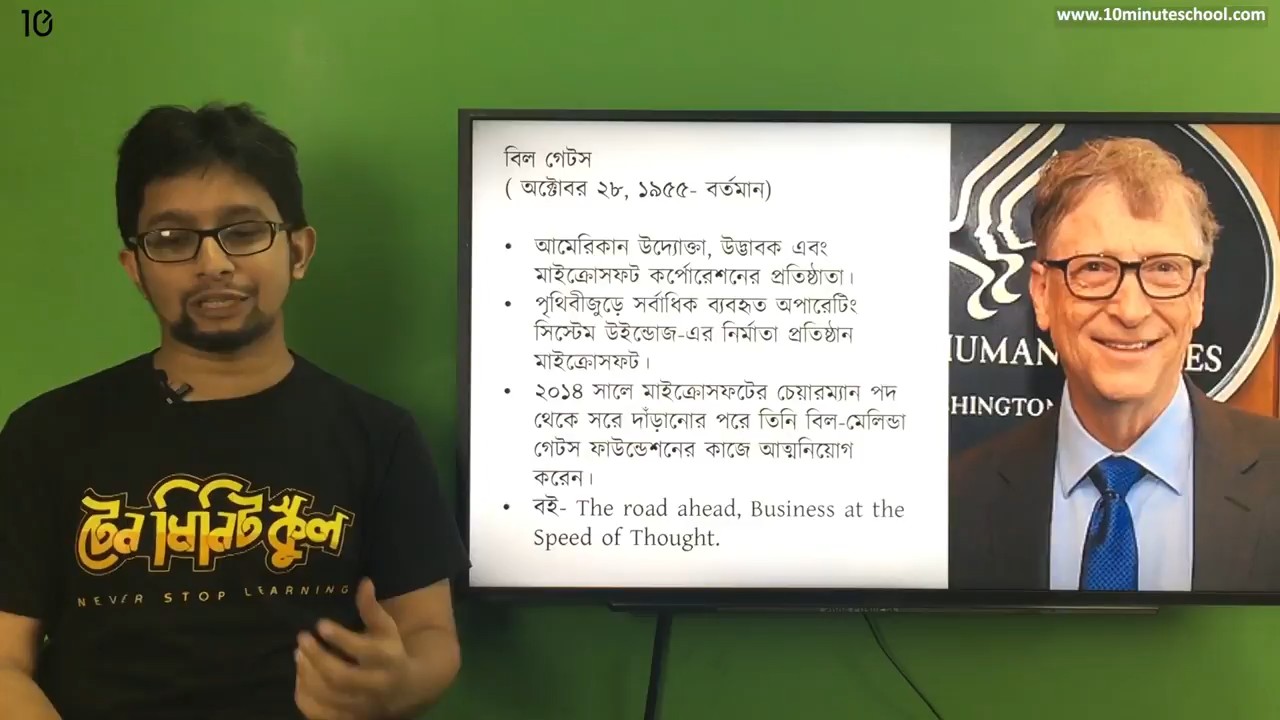 10
www.10minuteschool.com
বিল গেটস
( অক্টোবর ২৮, ১৯৫৫- বর্তমান)
• আমেরিকান উদ্যোক্তা, উদ্ভাবক এবং
মাইক্রোসফট কর্পোরেশনের প্রতিষ্ঠাতা।
• পৃথিবীজুড়ে সর্বাধিক ব্যবহৃত অপারেটিং
সিস্টেম উইন্ডোজ-এর নির্মাতা প্রতিষ্ঠান
মাইক্রোসফট।
• ২০১৪ সালে মাইক্রোসফটের চেয়ারম্যান পদ
থেকে সরে দাঁড়ানোর পরে তিনি বিল-মেলিন্ডা
গেটস ফাউন্ডেশনের কাজে আত্মনিয়োগ
করেন।
• বই- The road ahead, Business at the
Speed of Thought.
HUMAN ES
SHINGTO
টেন মিনিট স্কুল
NEVER STOP LEARNING